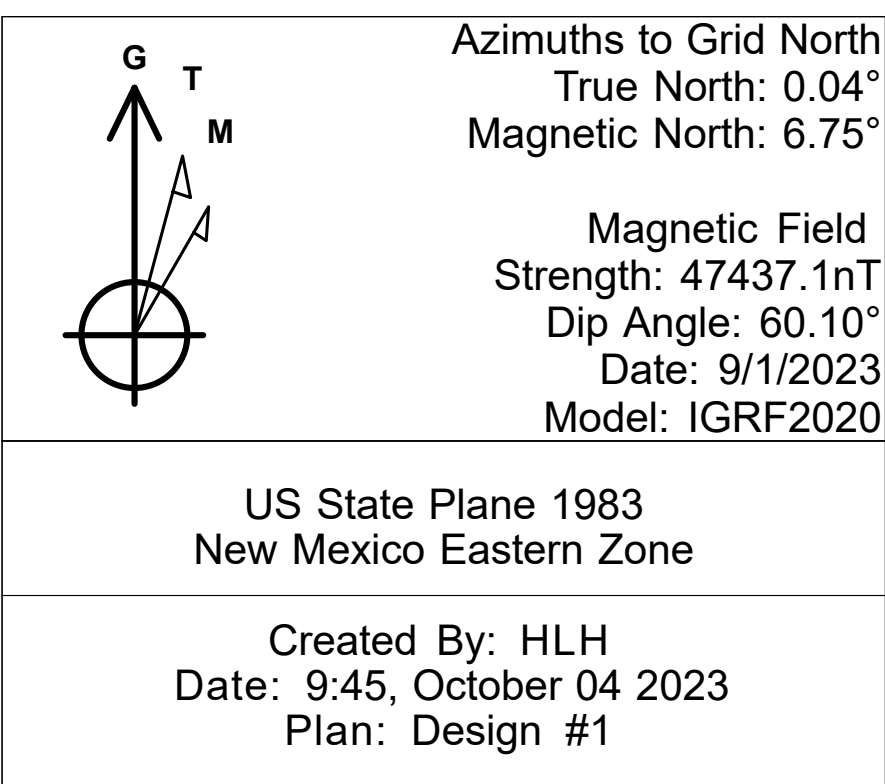 G
T
M
Azimuths to Grid North
True North: 0.04°
Magnetic North: 6.75°
Magnetic Field
Strength: 47437.1nT
Dip Angle: 60.10°
Date: 9/1/2023
Model: IGRF2020
US State Plane 1983
New Mexico Eastern Zone
Created By: HLH
Date: 9:45, October 04 2023
Plan: Design #1